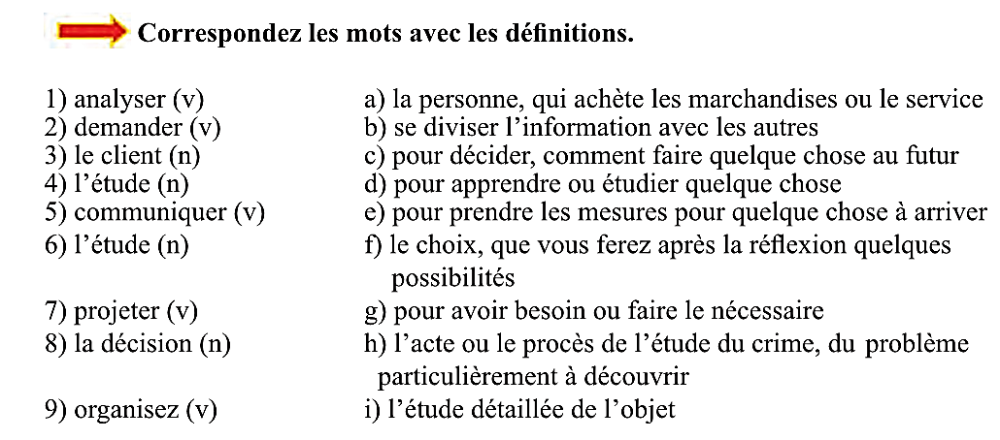 Correspondez les mots avec les définitions.
1) analyser (v) a) la personne, qui achète les marchandises ou le service
2) demander (v) b) se diviser l’information avec les autres
3) le client (n) c) pour décider, comment faire quelque chose au futur
4) l’étude (n) d) pour apprendre ou étudier quelque chose
5) communiquer (v) e) pour prendre les mesures pour quelque chose à arriver
6) l’étude (n) f) le choix, que vous ferez après la réflexion quelques
possibilités
7) projeter (v) g) pour avoir besoin ou faire le nécessaire
8) la décision (n) h) l’acte ou le procès de l’étude du crime, du problème
particulièrement à découvrir
9) organisez (v) i) l’étude détaillée de l’objet